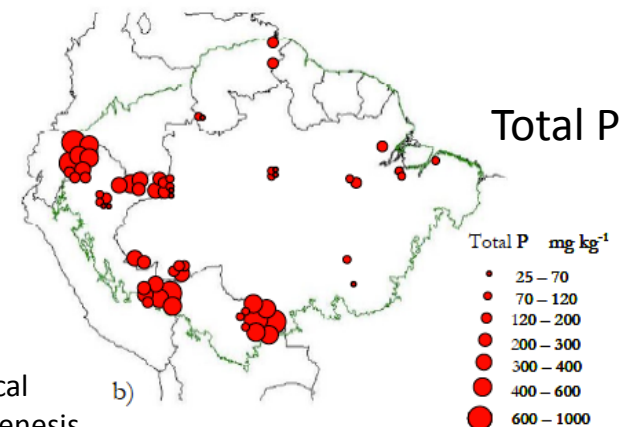 Total P
Total P mg kg-1
25 – 70
70 – 120
120 – 200
200 – 300
300 – 400
400 – 600
600 – 1000
cal
b)
enesis